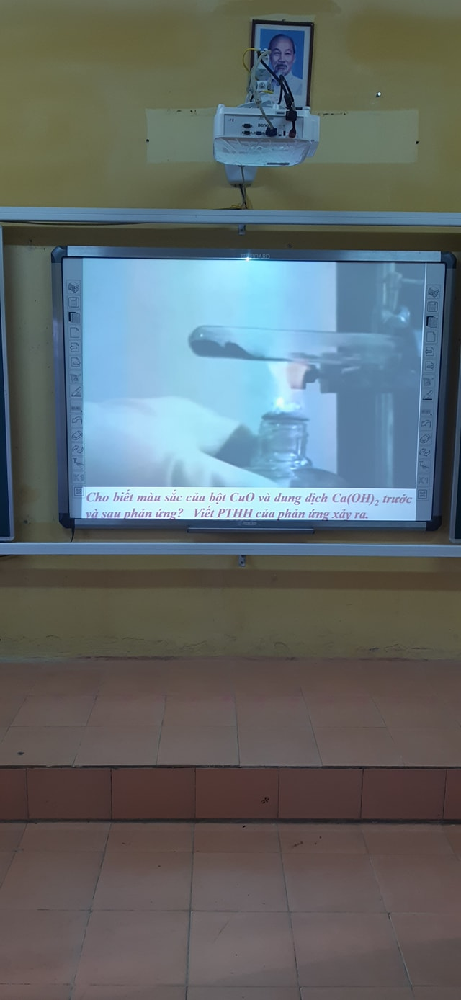 Cho biết màu sắc của bột CuO và dung dịch Ca(OH)₂ trước
và sau phản ứng? Viết PTHH của phản ứng xảy ra.